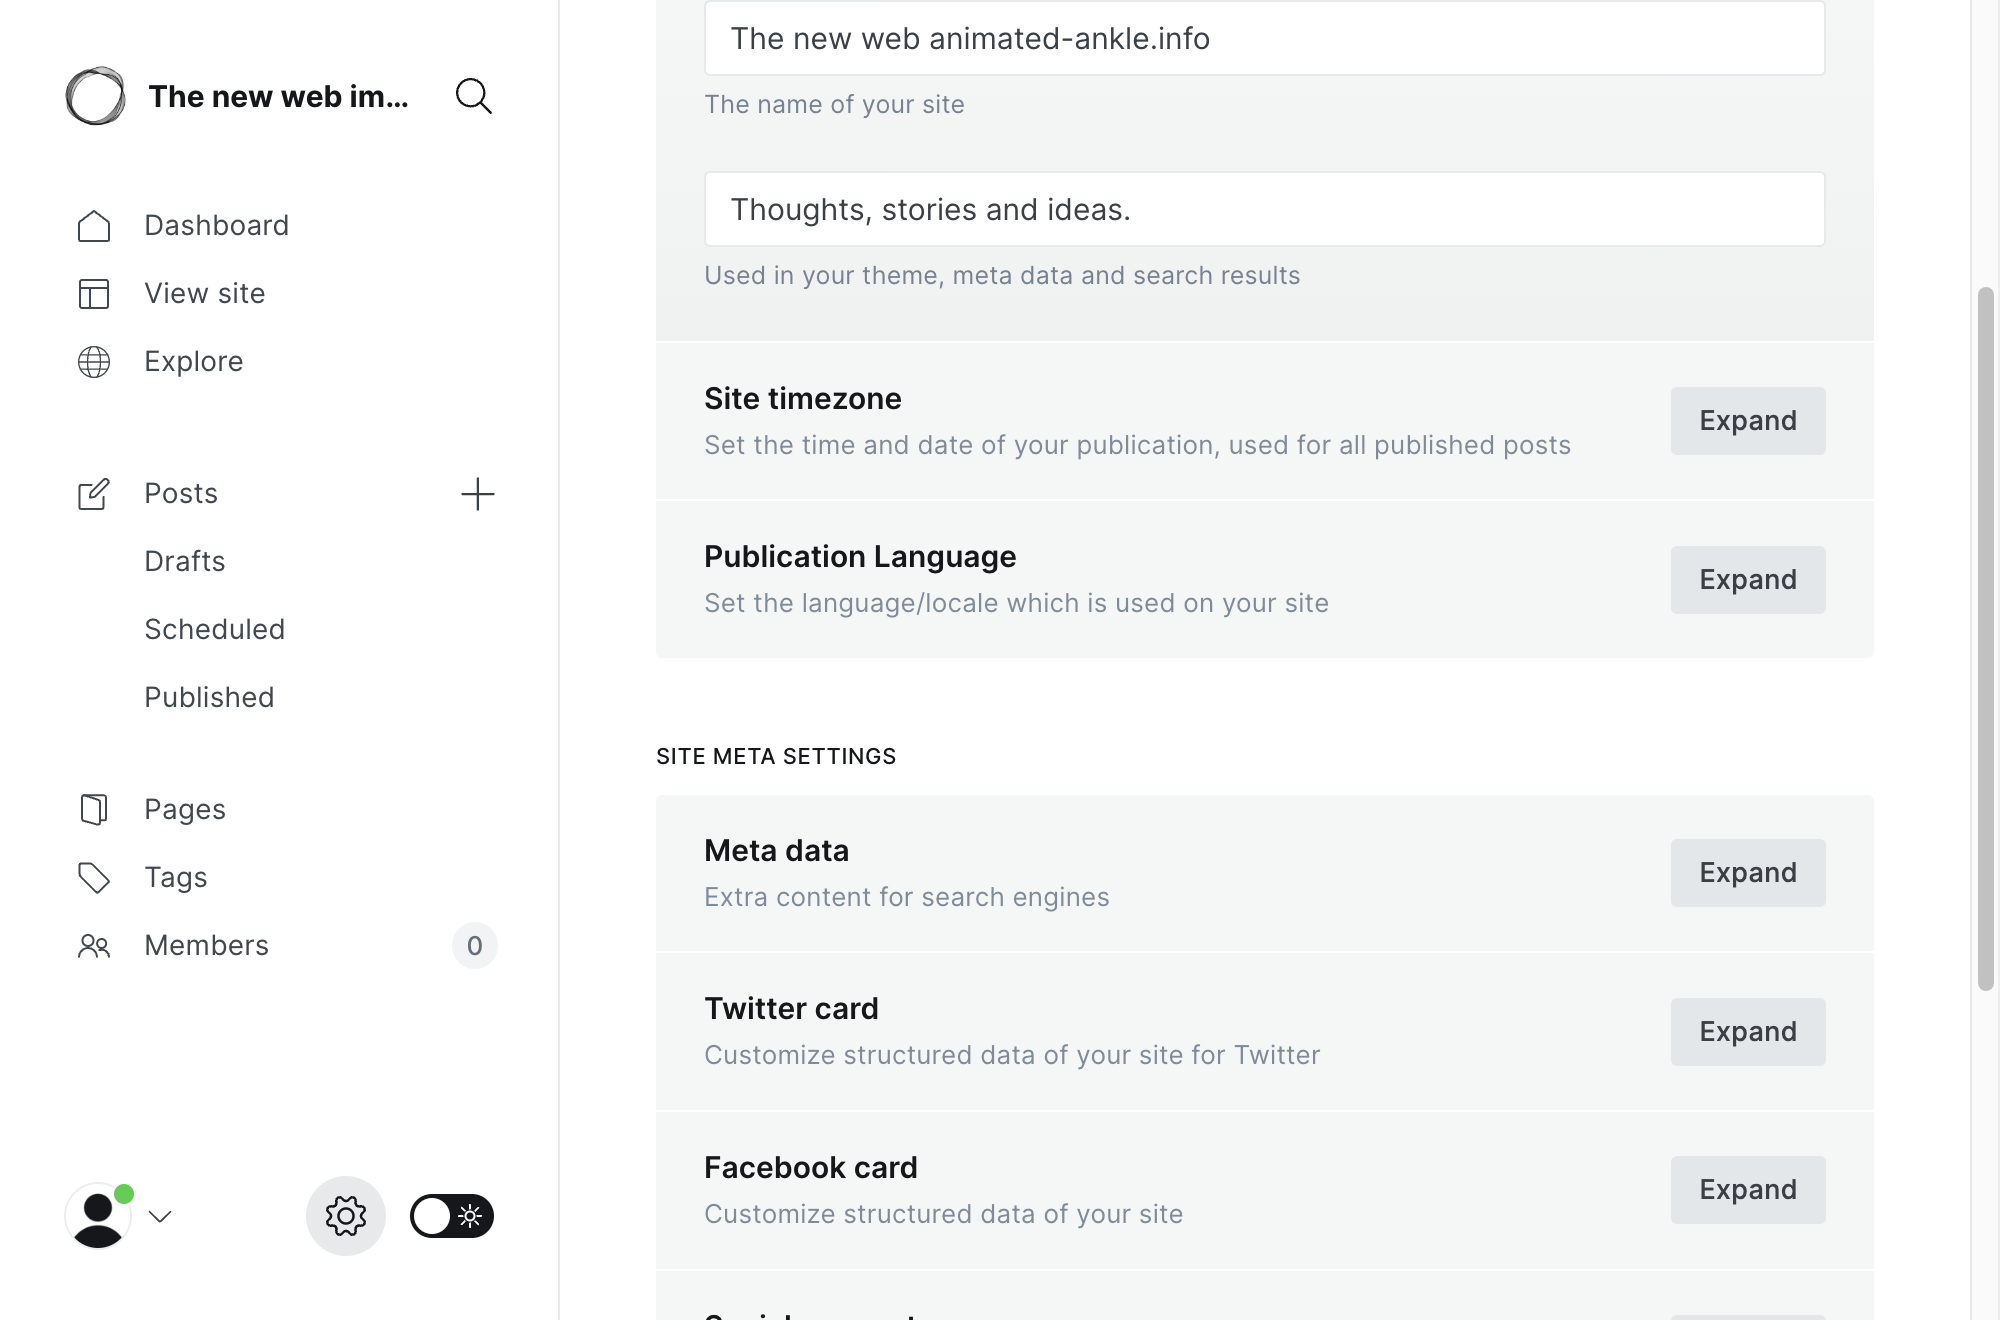 The new web im...
Dashboard
View site
Explore
Posts
Drafts
Scheduled
Published
Pages
Tags
Members
0
The new web animated-ankle.info
The name of your site
Thoughts, stories and ideas.
Used in your theme, meta data and search results
Site timezone
Set the time and date of your publication, used for all published posts
Expand
Publication Language
Set the language/locale which is used on your site
Expand
SITE META SETTINGS
Meta data
Extra content for search engines
Expand
Twitter card
Customize structured data of your site for Twitter
Expand
Facebook card
Customize structured data of your site
Expand